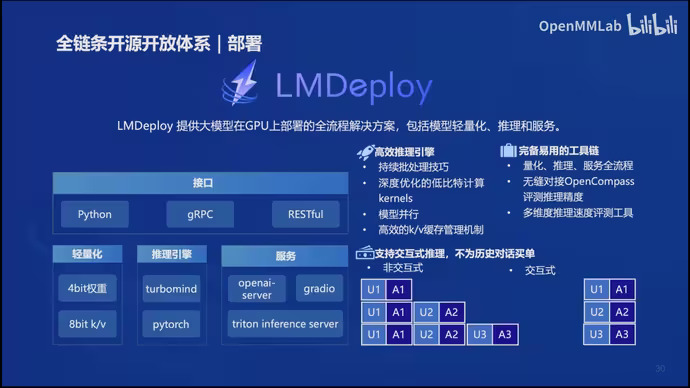 OpenMMLab bilibili
全链条开源开放体系｜部署
LMDeploy
LMDeploy 提供大模型在GPU上部署的全流程解决方案，包括模型轻量化、推理和服务。
接口
Python gRPC RESTful
轻量化
4bit权重
8bit k/v
推理引擎
turbomind
pytorch
服务
openai-
server
gradio
triton inference server
高效推理引擎
• 持续批处理技巧
• 深度优化的低比特计算
kernels
• 模型并行
• 高效的k/v缓存管理机制
完备易用的工具链
• 量化、推理、服务全流程
• 无缝对接OpenCompass
评测推理精度
• 多维度推理速度评测工具
支持交互式推理，不为历史对话买单
• 非交互式
U1 A1
U1 A1 U2 A2
U1 A1 U2 A2 U3 A3
• 交互式
U1 A1
U2 A2
U3 A3
30